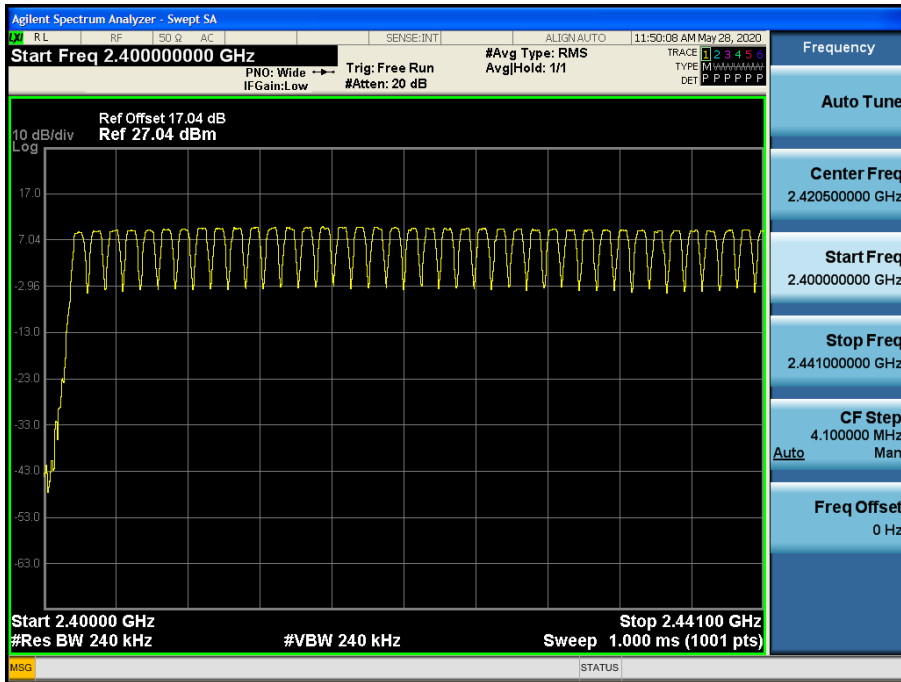 Agilent Spectrum Analyzer - Swept SA
LXI RL RF 50 Ω AC SENSE:INT ALIGN AUTO 11:50:08 AM May 28, 2020
Start Freq 2.400000000 GHz
#Avg Type: RMS
TRACE 1 2 3 4 5 6
PNO: Wide
Trig: Free Run
Avg|Hold: 1/1
TYPE M WWWWW
IFGain:Low
#Atten: 20 dB
DET P P P P P P
Ref Offset 17.04 dB
10 dB/div
Ref 27.04 dBm
Log
17.0
7.04
-2.96
-13.0
-23.0
-33.0
-43.0
-53.0
-63.0
Start 2.40000 GHz
Stop 2.44100 GHz
#Res BW 240 kHz
#VBW 240 kHz
Sweep 1.000 ms (1001 pts)
MSG
STATUS
Frequency
Auto Tune
Center Freq
2.420500000 GHz
Start Freq
2.400000000 GHz
Stop Freq
2.441000000 GHz
CF Step
4.100000 MHz
Auto Man
Freq Offset
0 Hz